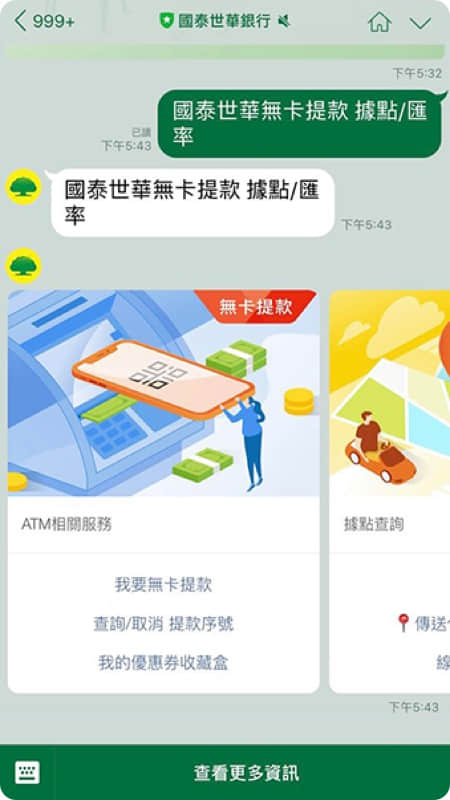 999+
國泰世華銀行
下午5:32
國泰世華無卡提款 據點/匯
率
已讀
下午5:43
國泰世華無卡提款 據點/匯
率
下午5:43
無卡提款
ATM相關服務
據點查詢
我要無卡提款
查詢/取消 提款序號
傳送
我的優惠券收藏盒
線
下午5:43
查看更多資訊